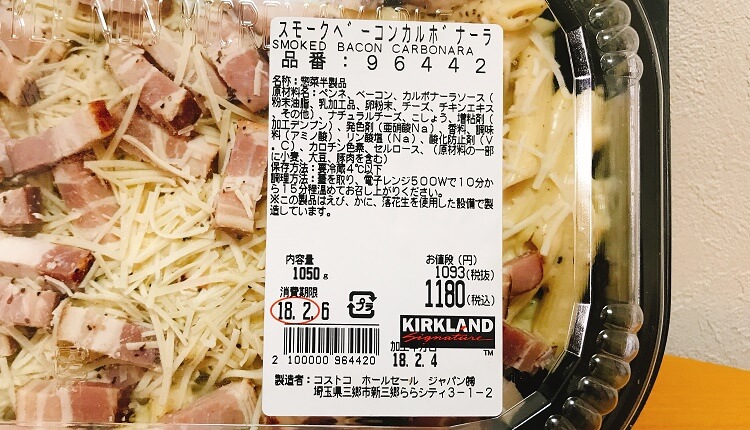 スモークベーコンカルボナーラ
SMOKED BACON CARBONARA
品番:96442
名称:惣菜半製品
原材料名:ペンネ、ベーコン、カルボナーラソース(
粉末油脂、乳加工品、卵粉末、チーズ、チキンエキス
、その他)、ナチュラルチーズ、こしょう、増粘剤(
加工デンプン)、発色剤(亜硝酸Na)、香料、調味
料(アミノ酸)、リン酸塩(Na)、酸化防止剤(V
.C)、カロチン色素、セルロース、(原材料の一部
に小麦、大豆、豚肉を含む)
保存方法:要冷蔵4℃以下
調理方法:蓋を取り、電子レンジ500Wで10分か
ら15分程温めてお召し上がりください。
※この製品はえび、かに、落花生を使用した設備で製
造しています。
内容量 お値段(円)
1050g 1093(税抜)
消費期限 1180(税込)
18.2.6 プラ
KIRKLAND
Signature™
加工年月日
18.2.4
2 100000 964420
製造者:コストコ ホールセール ジャパン㈱
埼玉県三郷市新三郷ららシティ3-1-2